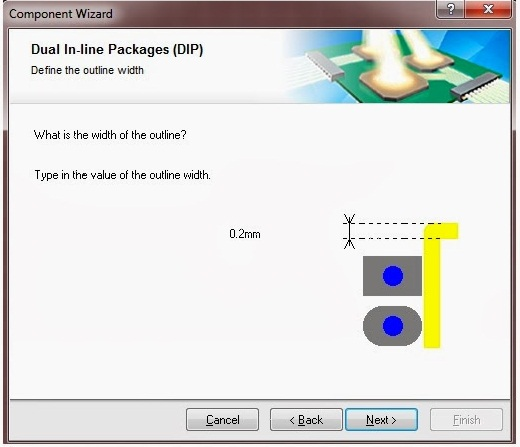 Component Wizard
?
X
Dual In-line Packages (DIP)
Define the outline width
What is the width of the outline?
Type in the value of the outline width.
0.2mm
Cancel
< Back
Next >
Finish